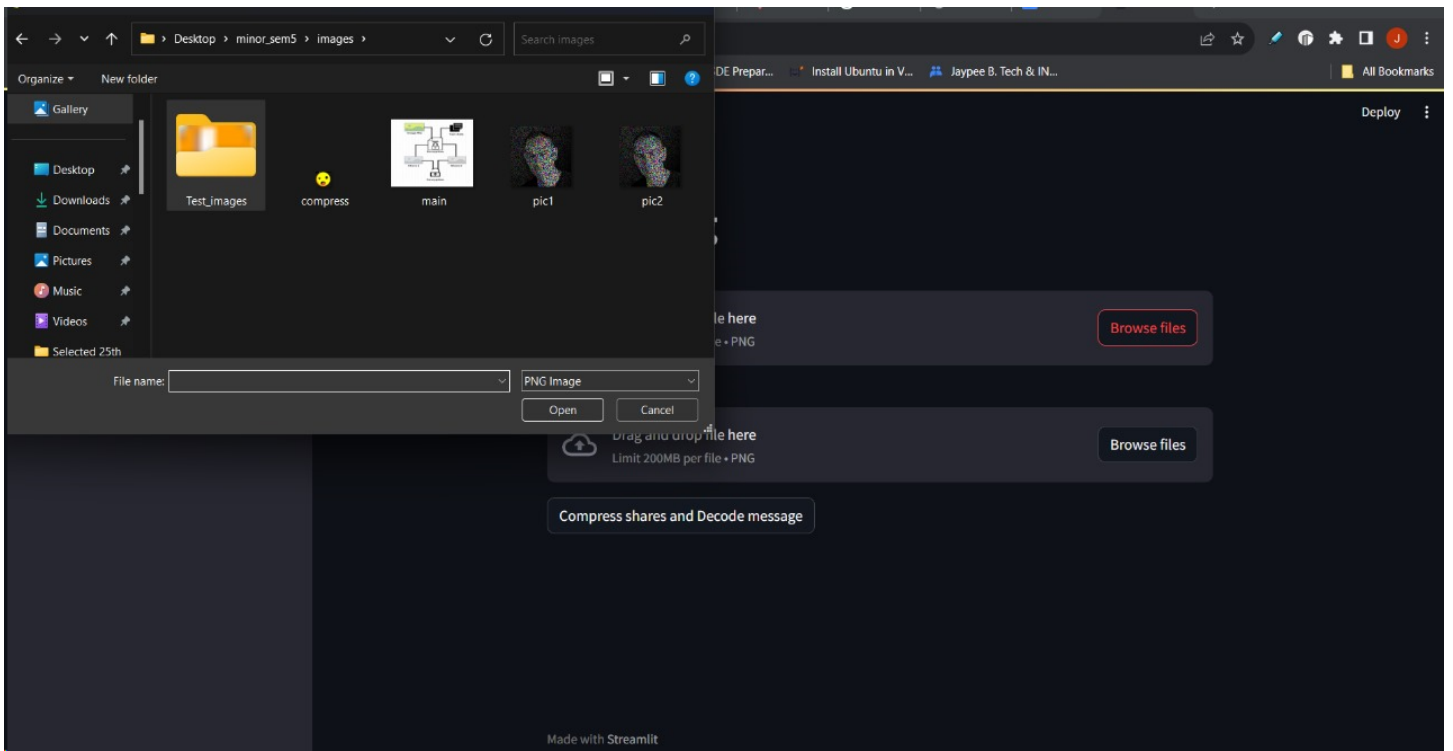 Desktop > minor_sem5 > images >
Search images
Organize
New folder
DE Prepar...
Install Ubuntu in V...
Jaypee B. Tech & IN...
All Bookmarks
J
Gallery
Desktop
Downloads
Documents
Pictures
Music
Videos
Selected 25th
Test_images
compress
main
pic1
pic2
File name:
PNG Image
Open
Cancel
Deploy
le here
e • PNG
Browse files
Drag and drop file here
Limit 200MB per file • PNG
Browse files
Compress shares and Decode message
Made with Streamlit